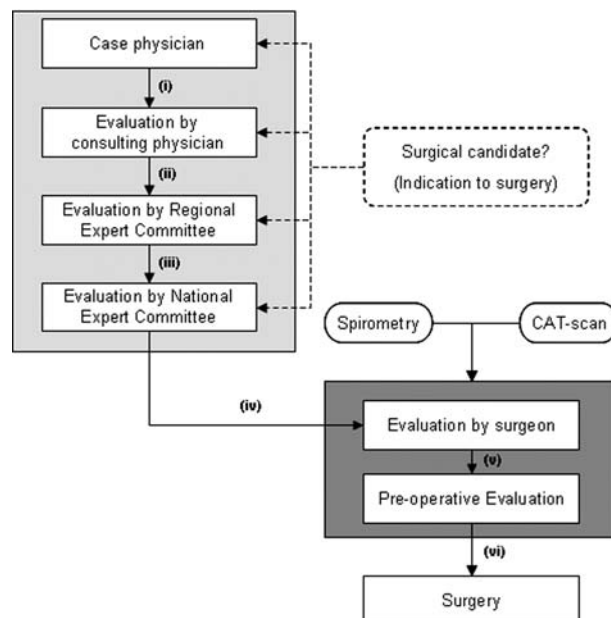 Case physician
(i)
Evaluation by
consulting physician
(ii)
Evaluation by Regional
Expert Committee
(iii)
Evaluation by National
Expert Committee
Surgical candidate?
(Indication to surgery)
Spirometry
CAT-scan
(iv)
Evaluation by surgeon
(v)
Pre-operative Evaluation
(vi)
Surgery